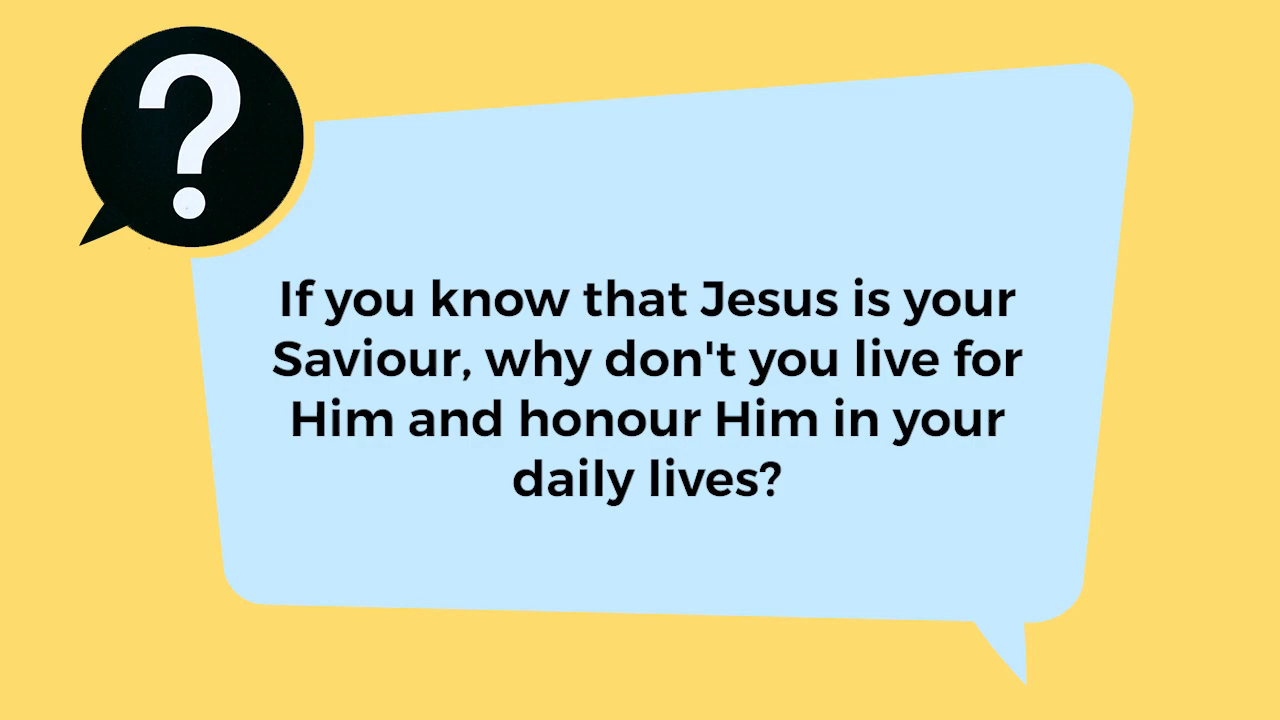 ?
If you know that Jesus is your
Saviour, why don't you live for
Him and honour Him in your
daily lives?